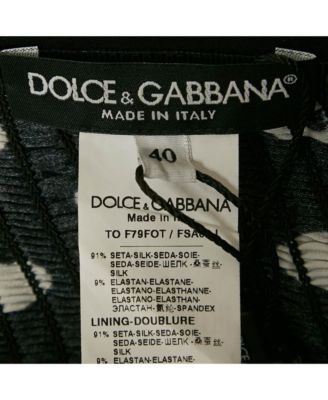 DOLCE & GABBANA®
MADE IN ITALY
40
DOLCE & GABBANA
Made in
TO F79FOT /
91% SETA-SILK-SEDA-SOIE-
SEDA-SEIDE-ШЕЛК - 桑蚕丝-
SILK
9% ELASTAN-ELASTANE-
ELASTANO-ELASTHANNE-
ELASTANO-ELASTHAN-
ЭЛАСТАН- 氨纶-SPANDEX
LINING-DOUBLURE
91% SETA-SILK-SEDA-SOIE-
SEDA-SEIDE-ШЕЛК - 桑蚕丝-
SILK
9% ELASTAN-ELASTANE-